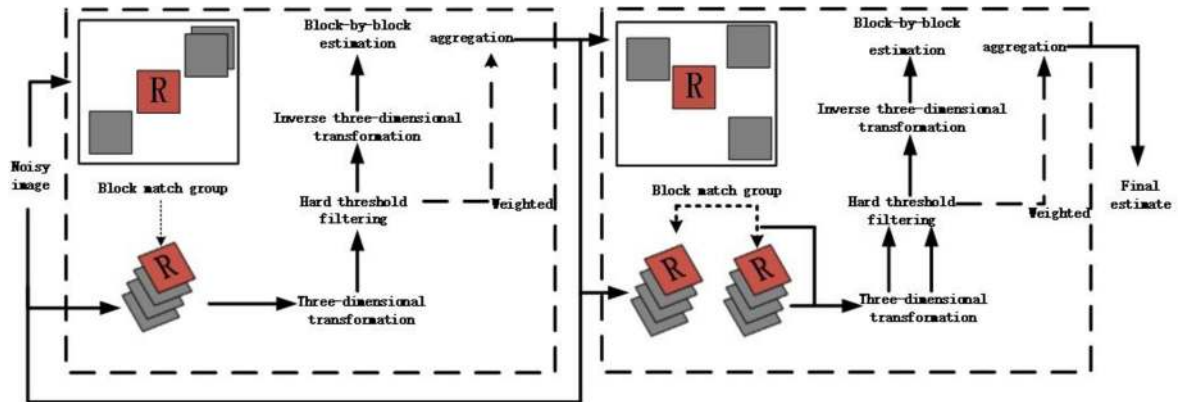 Noisy
image
R
Block match group
R
Block-by-block
estimation
aggregation
Inverse three-dimensional
transformation
Hard threshold
filtering
Weighted
Three-dimensional
transformation
R
Block match group
R
R
Block-by-block
estimation
aggregation
Inverse three-dimensional
transformation
Hard threshold
filtering
Weighted
Three-dimensional
transformation
Final
estimate